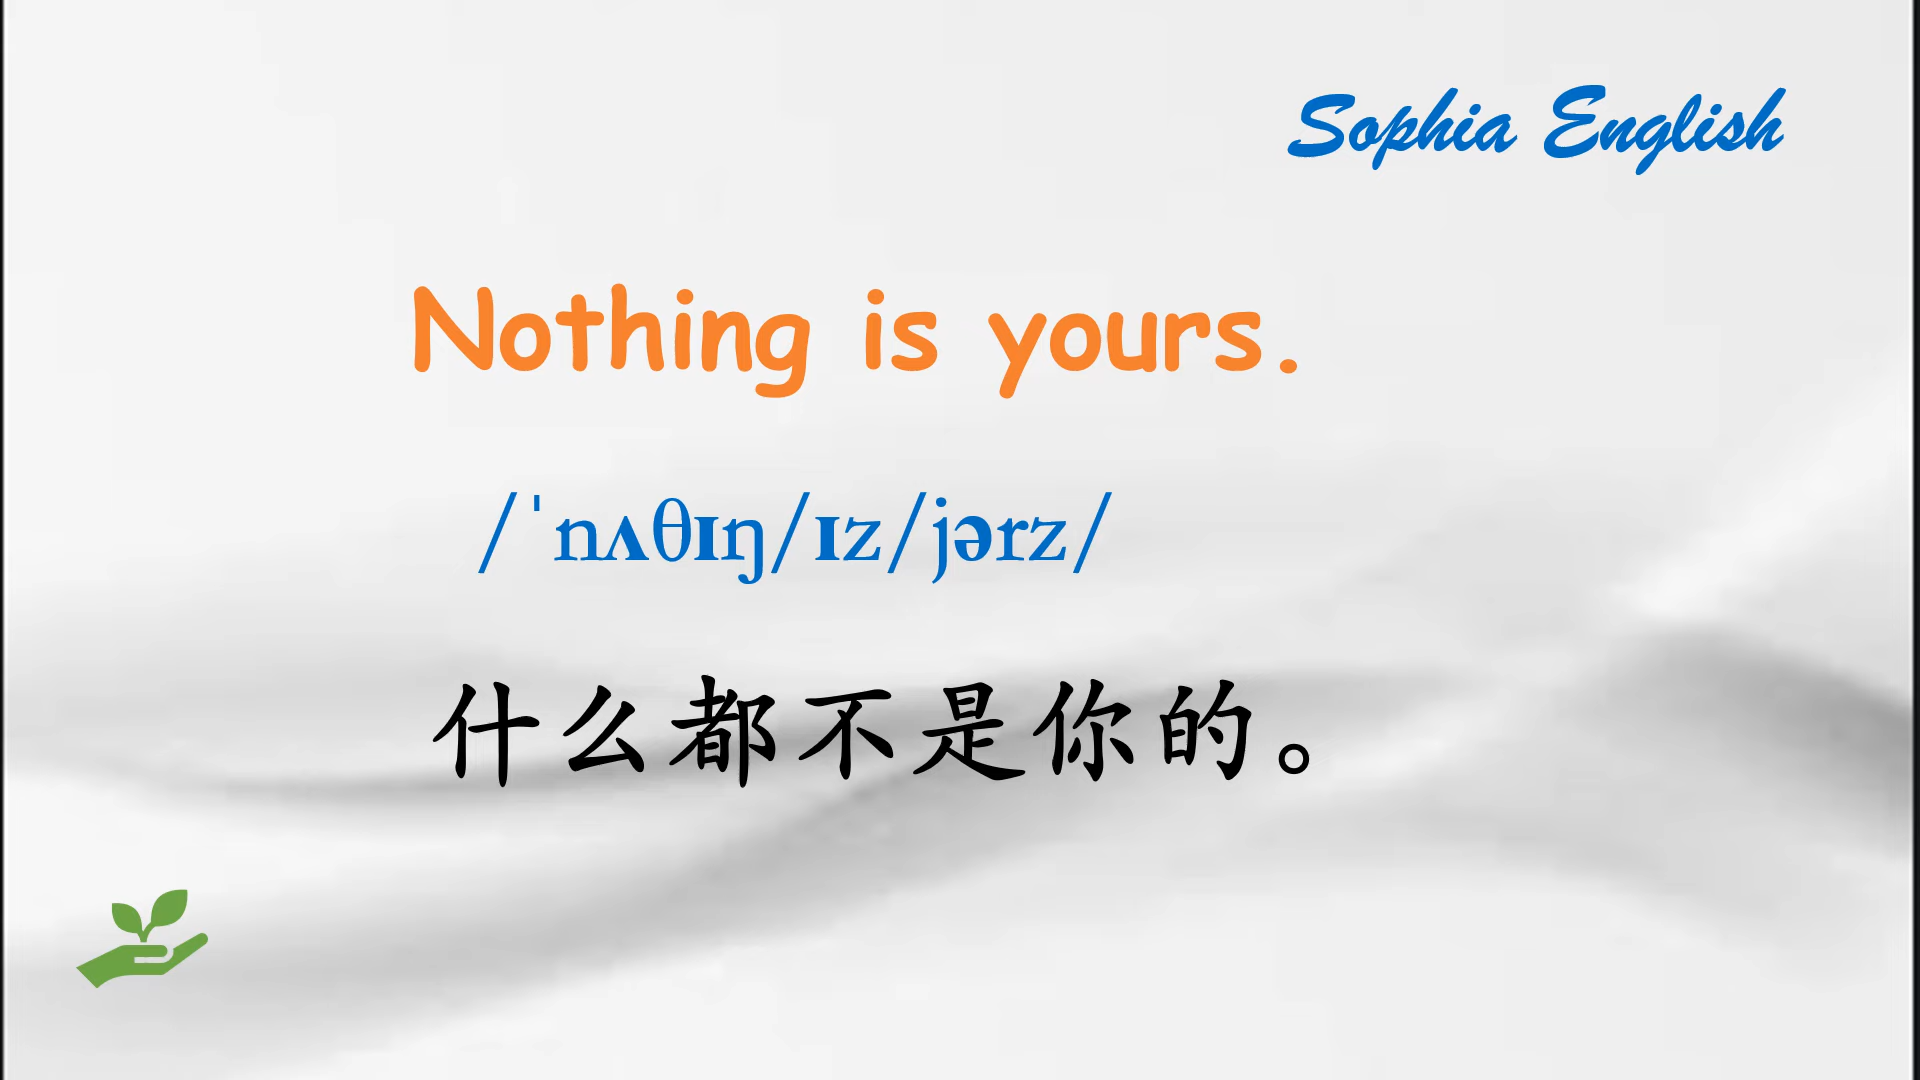 Sophia English
Nothing is yours.
/ˈnʌθɪŋ/ɪz/jərz/
什么都不是你的。